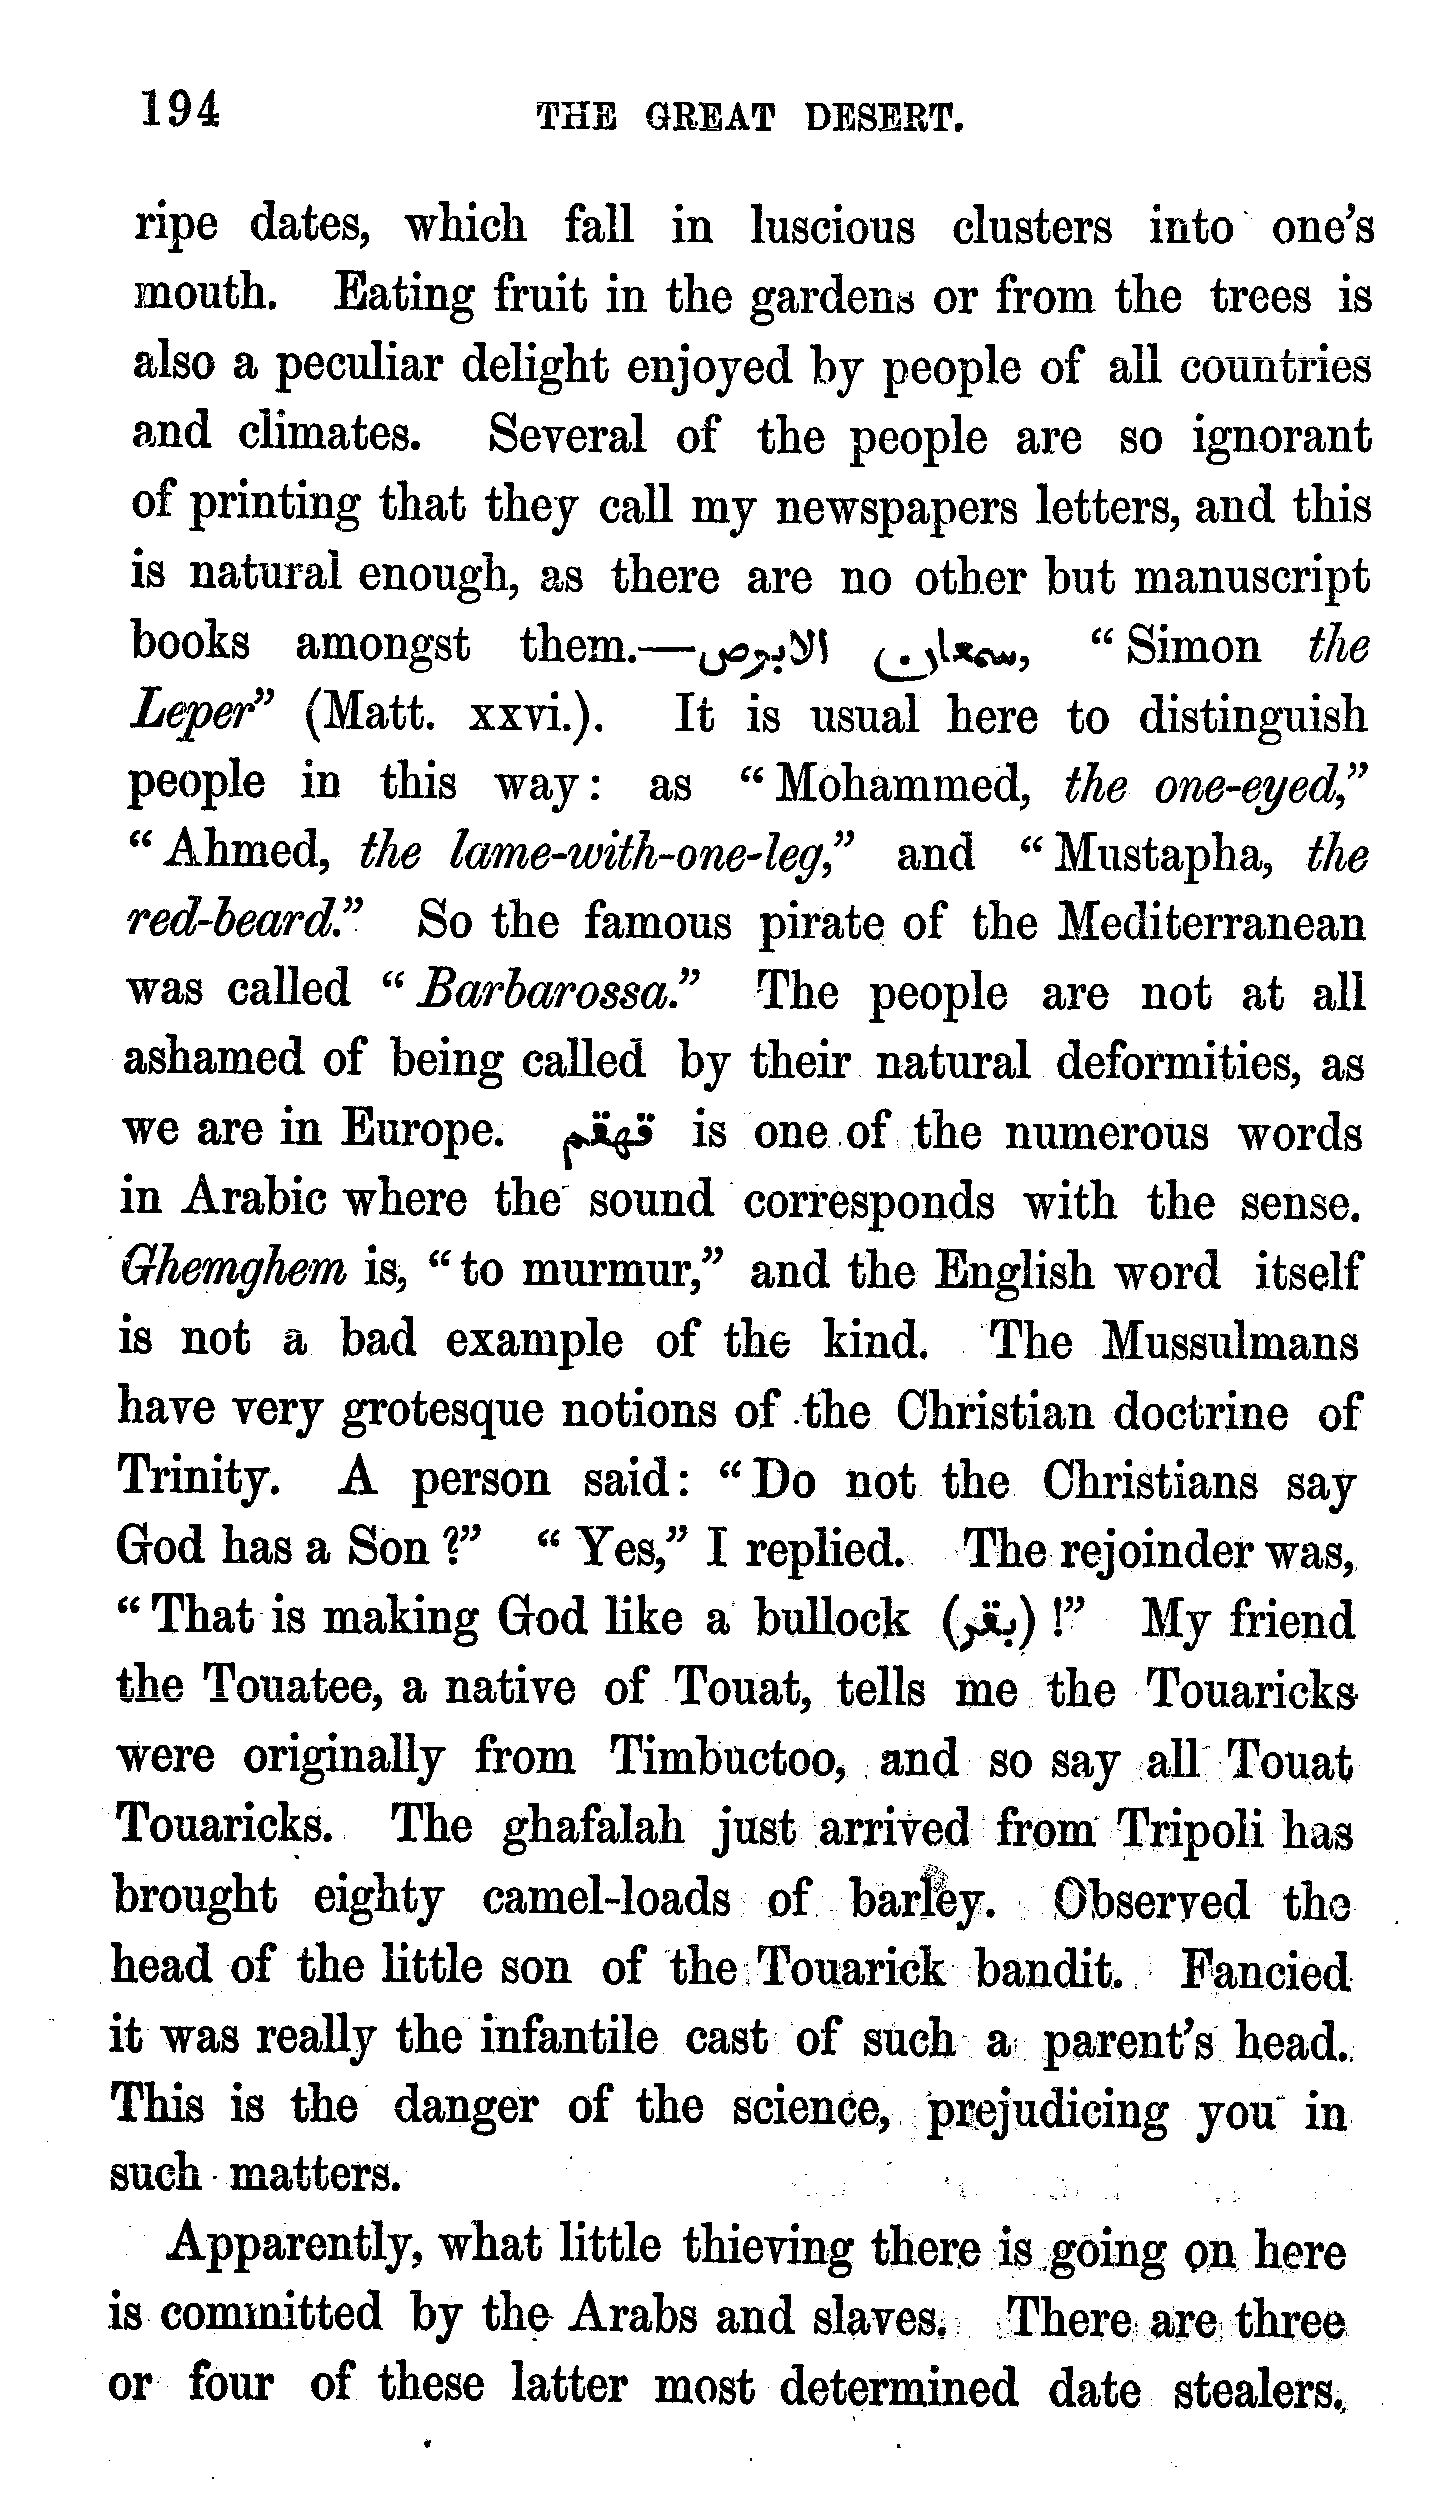 194 THE GREAT DESERT.
ripe dates, which fall in luscious clusters into one's
mouth. Eating fruit in the gardens or from the trees is
also a peculiar delight enjoyed by people of all countries
and climates. Several of the people are so ignorant
of printing that they call my newspapers letters, and this
is natural enough, as there are no other but manuscript
books amongst them.—سمعان الابرص, “Simon the
Leper” (Matt. xxvi.). It is usual here to distinguish
people in this way: as “Mohammed, the one-eyed,”
“Ahmed, the lame-with-one-leg,” and “Mustapha, the
red-beard.” So the famous pirate of the Mediterranean
was called “Barbarossa.” The people are not at all
ashamed of being called by their natural deformities, as
we are in Europe. قهقم is one of the numerous words
in Arabic where the sound corresponds with the sense.
Ghemghem is, “to murmur,” and the English word itself
is not a bad example of the kind. The Mussulmans
have very grotesque notions of the Christian doctrine of
Trinity. A person said: “Do not the Christians say
God has a Son?” “Yes,” I replied. The rejoinder was,
“That is making God like a bullock (بقر)!” My friend
the Touatee, a native of Touat, tells me the Touaricks
were originally from Timbuctoo, and so say all Touat
Touaricks. The ghafalah just arrived from Tripoli has
brought eighty camel-loads of barley. Observed the
head of the little son of the Touarick bandit. Fancied
it was really the infantile cast of such a parent's head.
This is the danger of the science, prejudicing you in
such matters.
Apparently, what little thieving there is going on here
is committed by the Arabs and slaves. There are three
or four of these latter most determined date stealers.